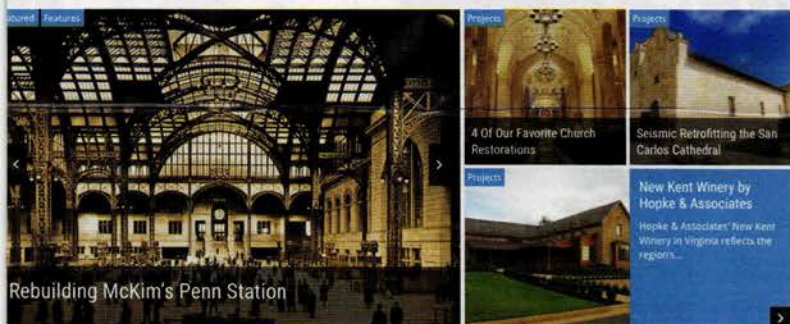 Features
Rebuilding McKim's Penn Station
Projects
4 Of Our Favorite Church
Restorations
Projects
Seismic Retrofitting the San
Carlos Cathedral
Projects
New Kent Winery by
Hopke & Associates
Hopke & Associates' New Kent
Winery in Virginia reflects the
region's...